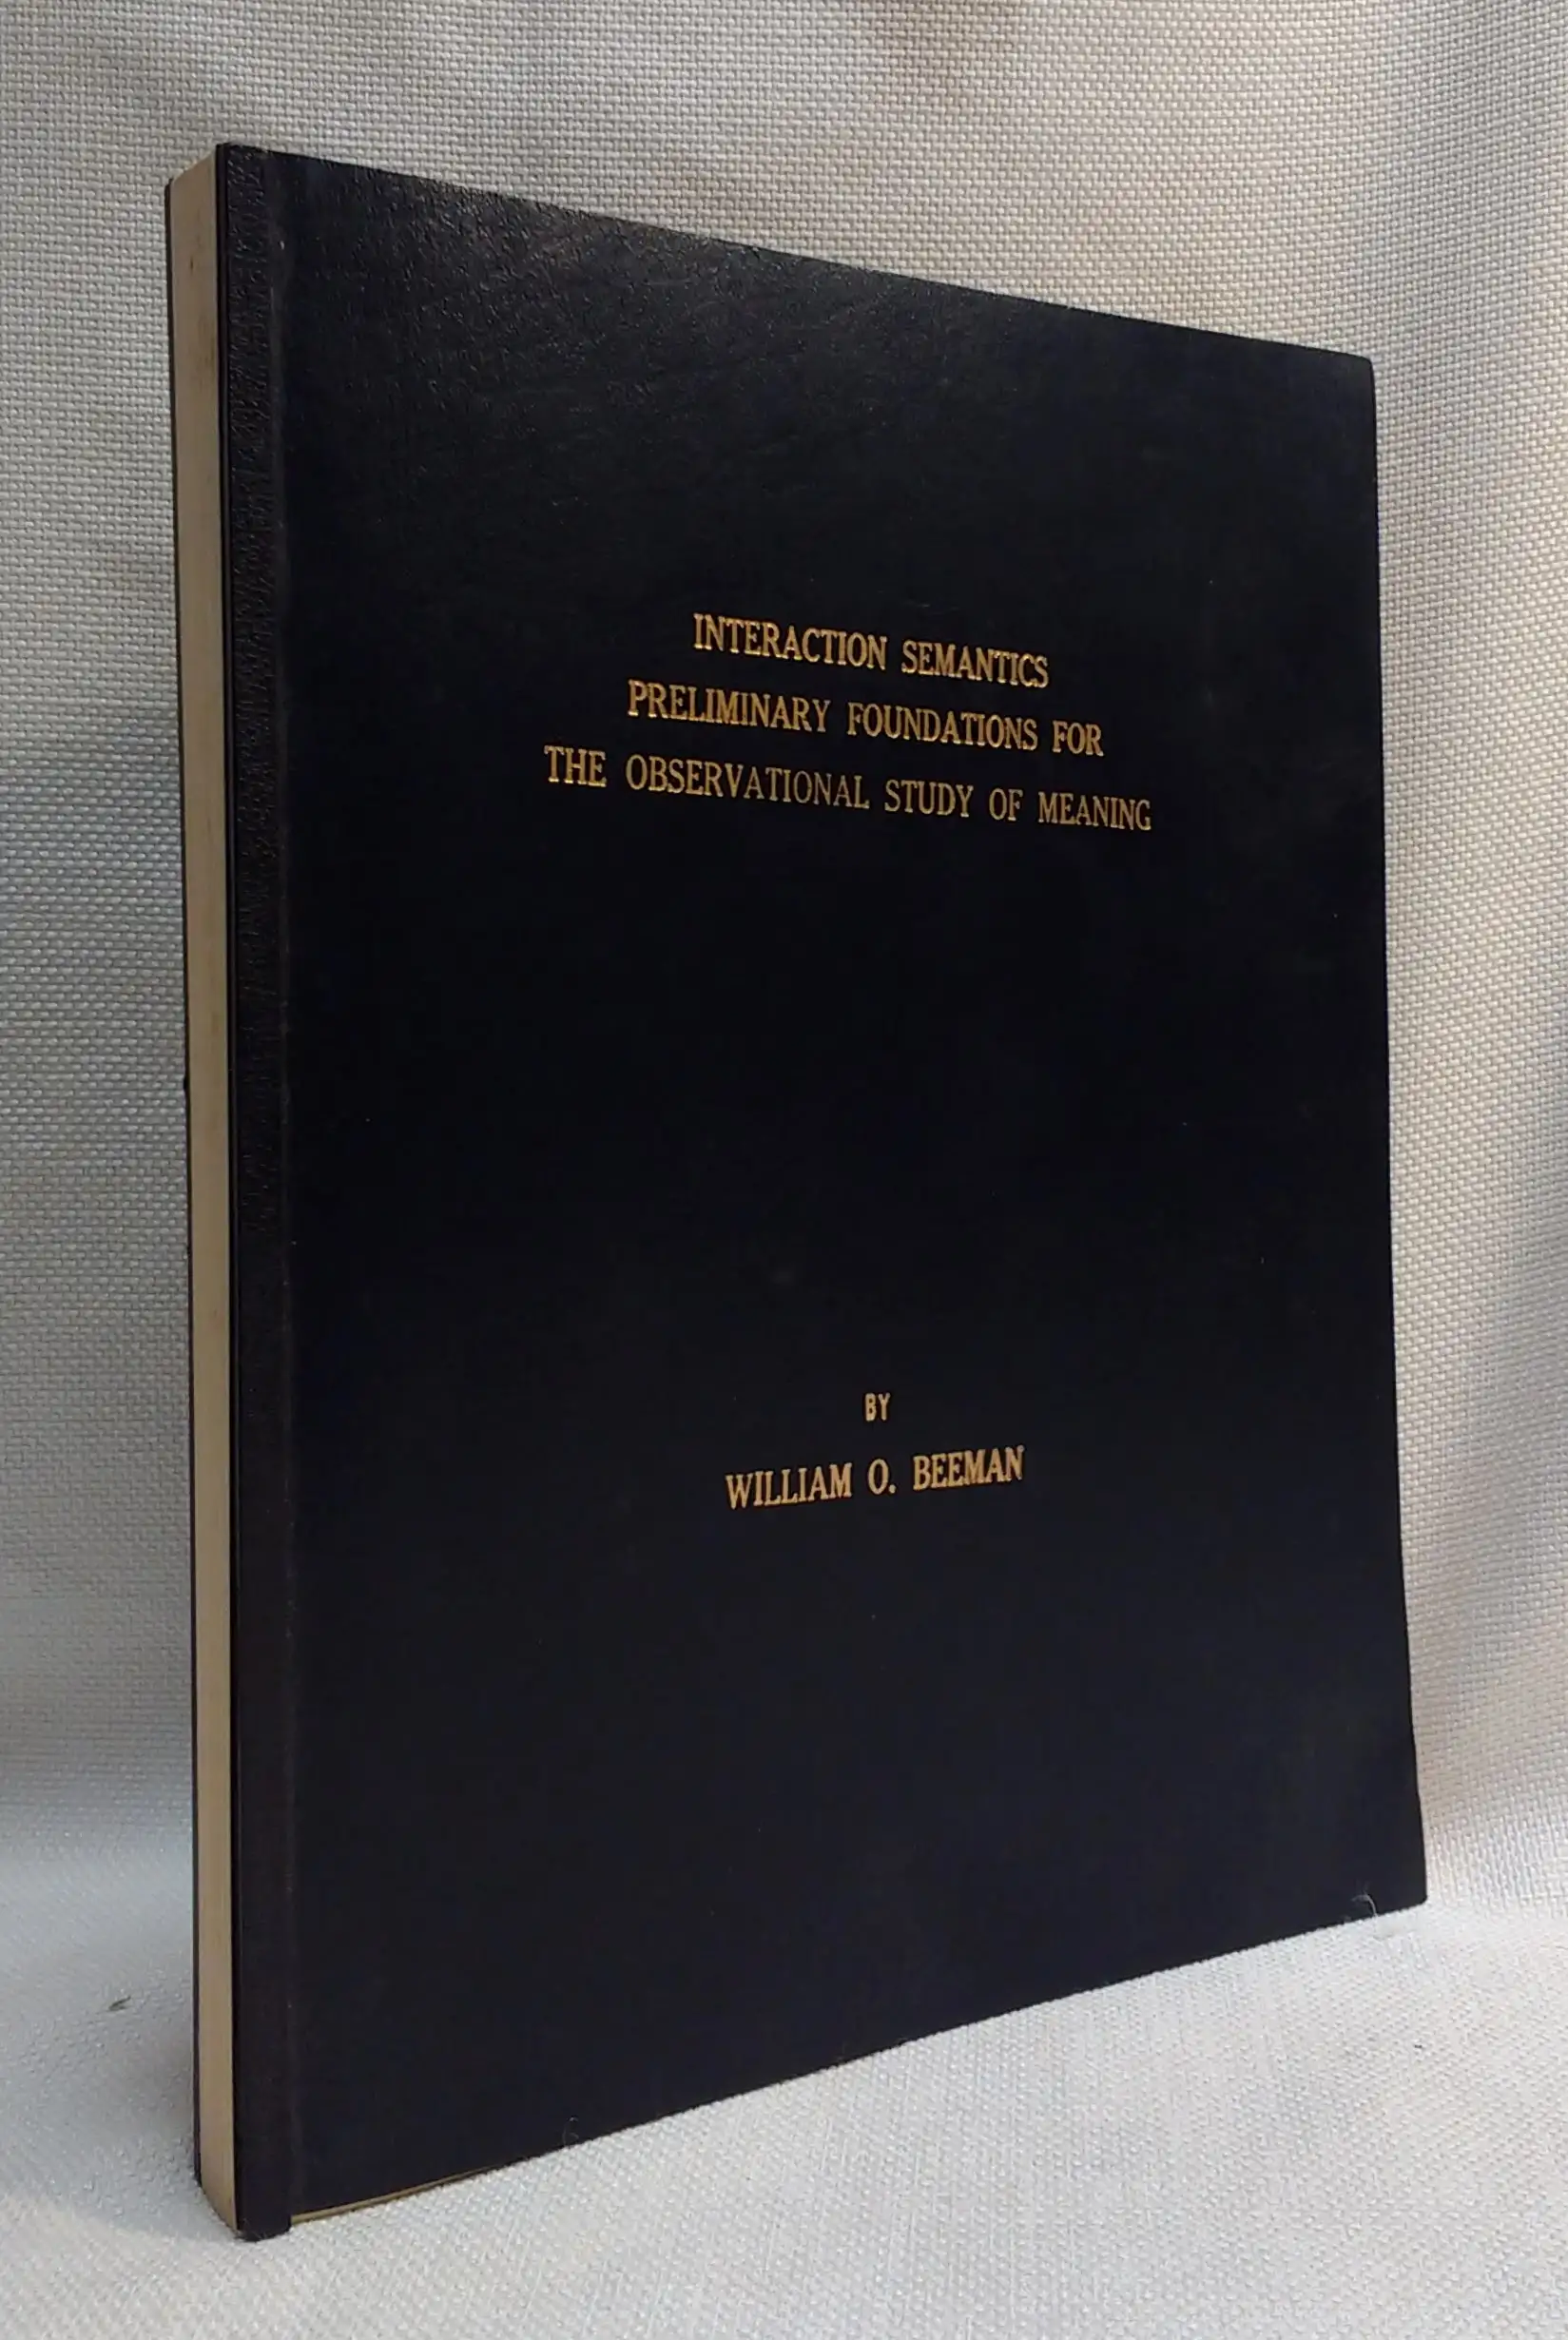 INTERACTION SEMANTICS
PRELIMINARY FOUNDATIONS FOR
THE OBSERVATIONAL STUDY OF MEANING
BY
WILLIAM O. BEEMAN